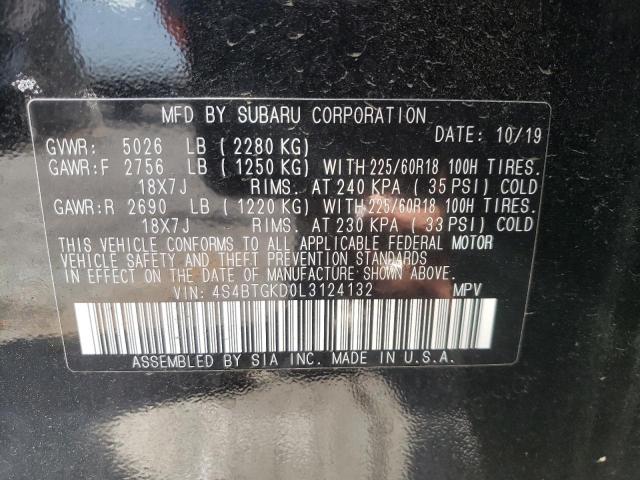 MFD BY SUBARU CORPORATION
DATE: 10/19
GVWR: 5026 LB (2280 KG)
GAWR:F 2756 LB (1250 KG) WITH 225/60R18 100H TIRES.
18X7J RIMS. AT 240 KPA (35 PSI) COLD
GAWR:R 2690 LB (1220 KG) WITH 225/60R18 100H TIRES.
18X7J RIMS. AT 230 KPA (33 PSI) COLD
THIS VEHICLE CONFORMS TO ALL APPLICABLE FEDERAL MOTOR
VEHICLE SAFETY AND THEFT PREVENTION STANDARDS
IN EFFECT ON THE DATE OF MANUFACTURE SHOWN ABOVE.
VIN: 4S4BTGKD0L3124132 MPV
ASSEMBLED BY SIA INC. MADE IN U.S.A.